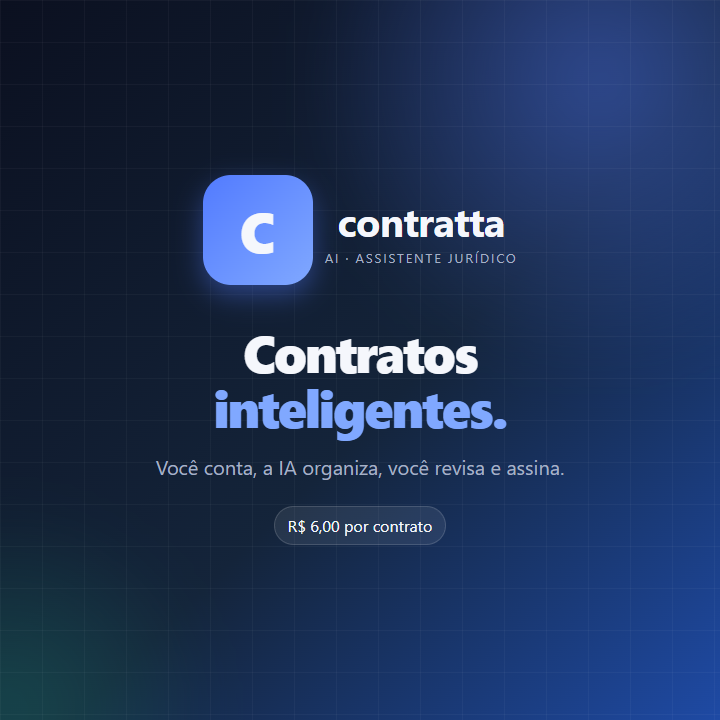 C
contratta
AI · ASSISTENTE JURÍDICO
Contratos
inteligentes.
Você conta, a IA organiza, você revisa e assina.
R$ 6,00 por contrato